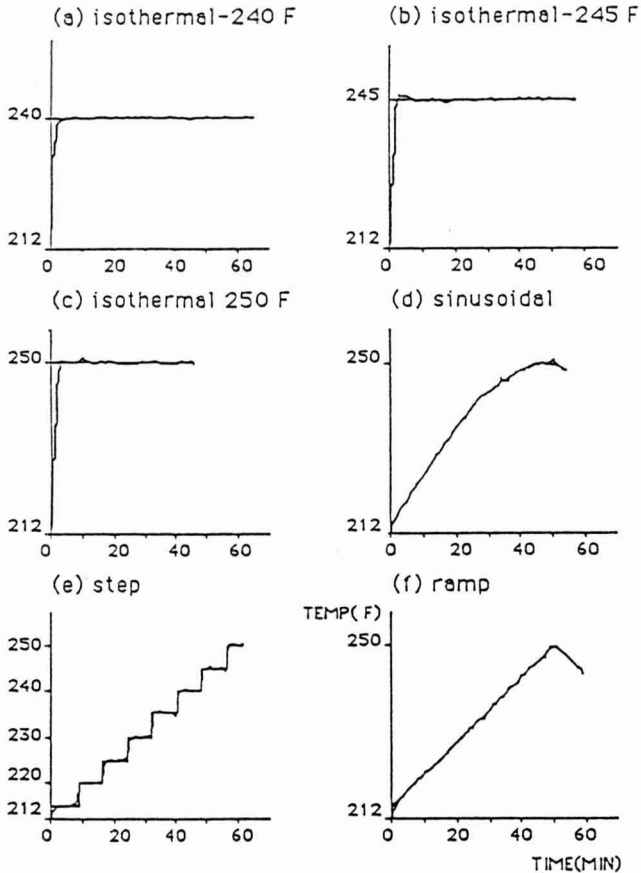 (a) isothermal-240 F
240
212
0 20 40 60
(b) isothermal-245 F
245
212
0 20 40 60
(c) isothermal 250 F
250
212
0 20 40 60
(d) sinusoidal
250
212
0 20 40 60
(e) step
250
240
230
220
212
0 20 40 60
(f) ramp
TEMP(F)
250
212
0 20 40 60
TIME(MIN)